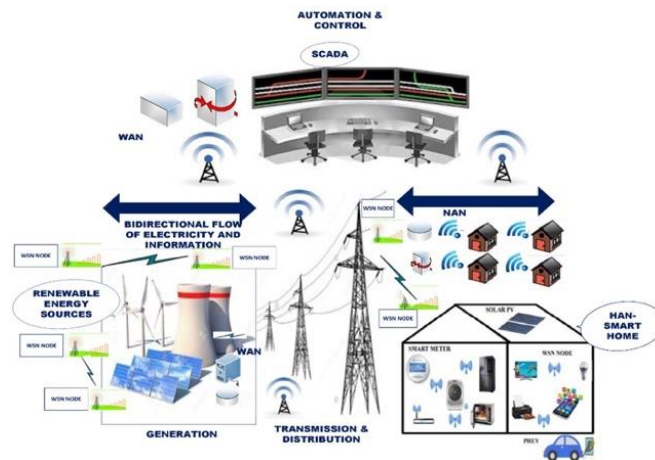 AUTOMATION &
CONTROL
SCADA
WAN
WSN NODE
NAN
BIDIRECTIONAL FLOW
OF ELECTRICITY AND
INFORMATION
WSN NODE
WSN NODE
RENEWABLE
ENERGY
SOURCES
WSN NODE
HAN-
SMART
HOME
SOLAR PV
WSN NODE
WAN
SMART METER
WSN NODE
WSN NODE
GENERATION
TRANSMISSION &
DISTRIBUTION
PHEV